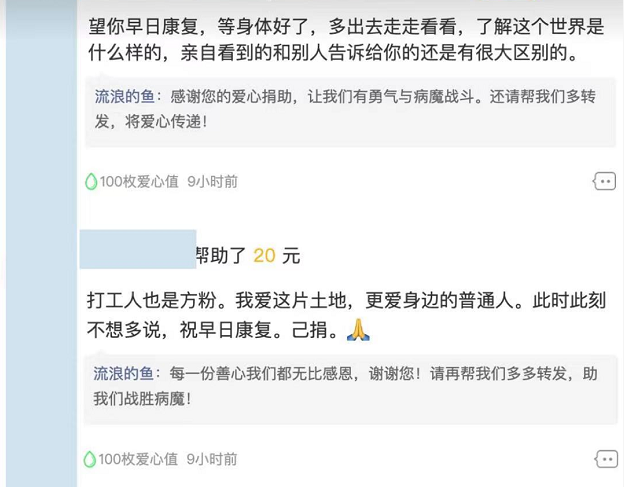 望你早日康复，等身体好了，多出去走走看看，了解这个世界是
什么样的，亲自看到的和别人告诉给你的还是有很大区别的。
流浪的鱼：感谢您的爱心捐助，让我们有勇气与病魔战斗。还请帮我们多转
发，将爱心传递！
100枚爱心值 9小时前
帮助了 20 元
打工人也是方粉。我爱这片土地，更爱身边的普通人。此时此刻
不想多说，祝早日康复。己捐。🙏
流浪的鱼：每一份善心我们都无比感恩，谢谢您！请再帮我们多多转发，助
我们战胜病魔！
100枚爱心值 9小时前